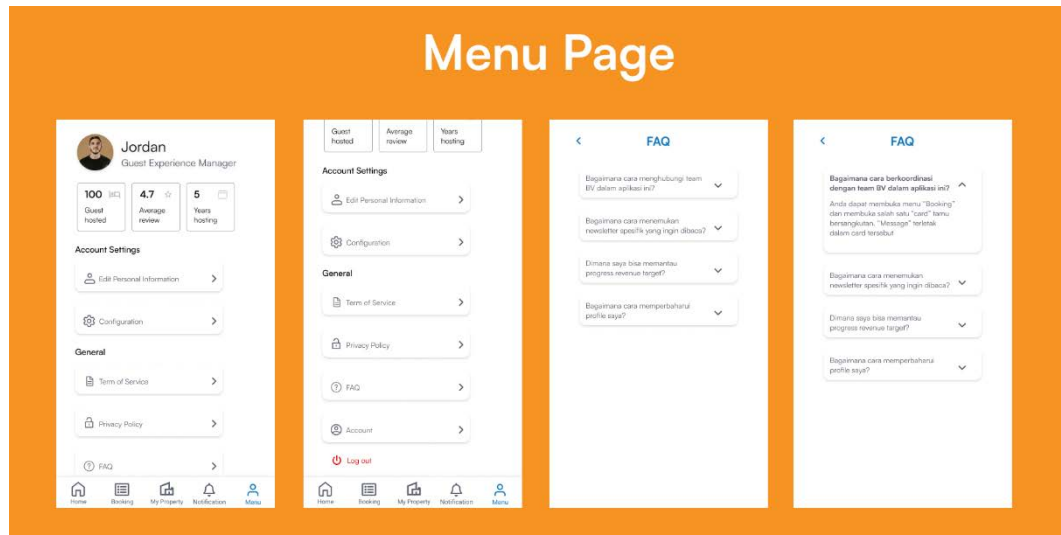 Menu Page
Jordan
Guest Experience Manager
100
4.7
5
Guest
hosted
Average
review
Years
hosting
Account Settings
Edit Personal Information
Configuration
General
Term of Service
Privacy Policy
FAQ
Home
Booking
My Property
Notification
Menu
Guest
hosted
Average
review
Years
hosting
Account Settings
Edit Personal Information
Configuration
General
Term of Service
Privacy Policy
FAQ
Account
Log out
Home
Booking
My Property
Notification
Menu
FAQ
Bagaimana cara menghubungi team
BV dalam aplikasi ini?
Bagaimana cara menemukan
newsletter spesifik yang ingin dibaca?
Dimana saya bisa memantau
progress revenue target?
Bagaimana cara memperbaharui
profile saya?
FAQ
Bagaimana cara berkoordinasi
dengan team BV dalam aplikasi ini?
Anda dapat membuka menu "Booking"
dan membuka salah satu "card" tamu
bersangkutan. "Message" terletak
dalam card tersebut
Bagaimana cara menemukan
newsletter spesifik yang ingin dibaca?
Dimana saya bisa memantau
progress revenue target?
Bagaimana cara memperbaharui
profile saya?